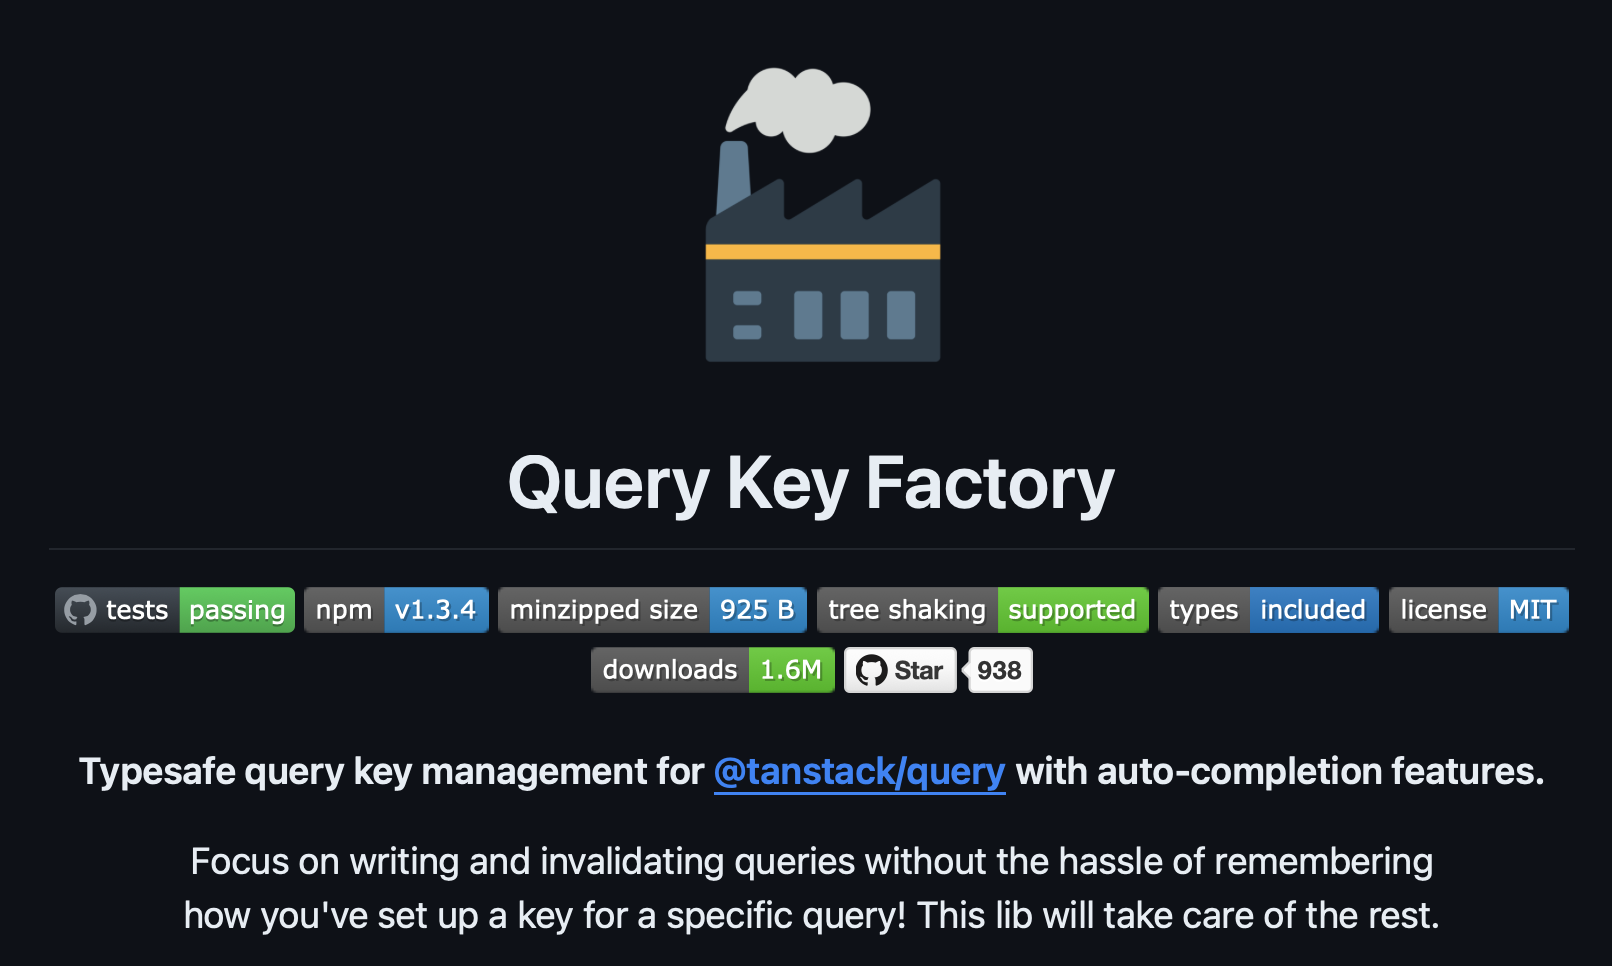 Query Key Factory
tests passing npm v1.3.4 minzipped size 925 B tree shaking supported types included license MIT
downloads 1.6M Star 938
Typesafe query key management for @tanstack/query with auto-completion features.
Focus on writing and invalidating queries without the hassle of remembering
how you've set up a key for a specific query! This lib will take care of the rest.